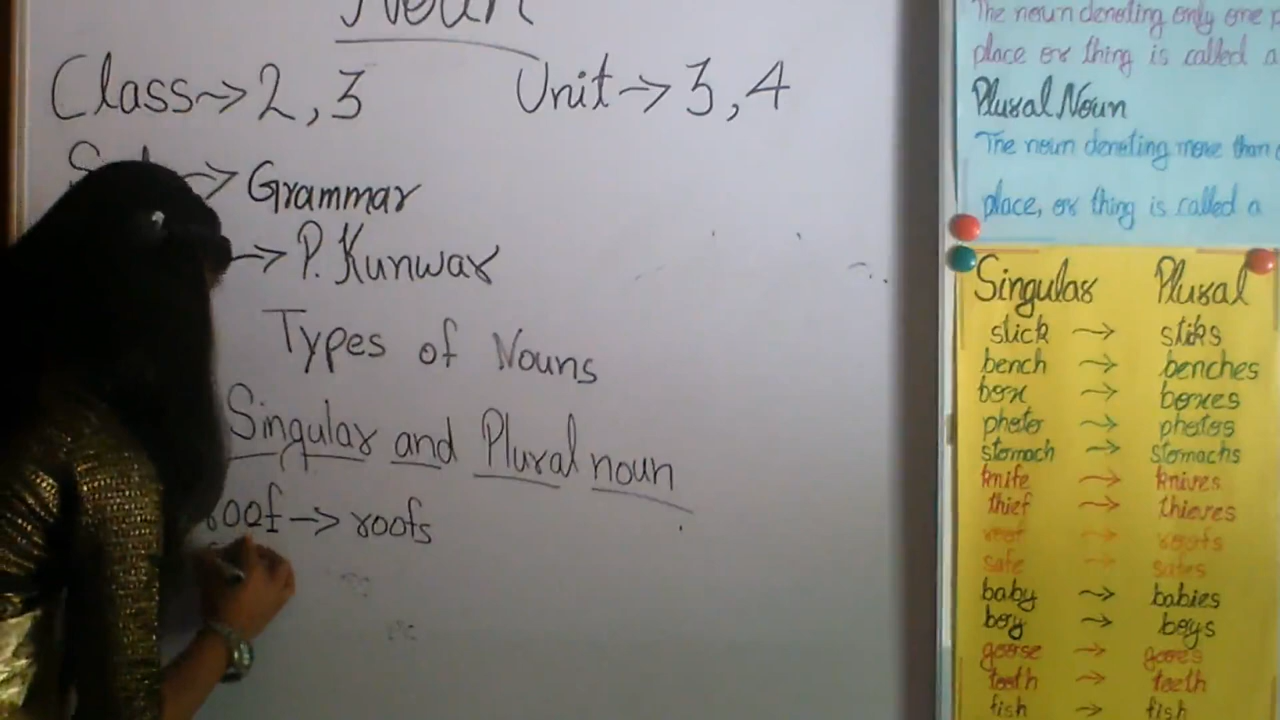 Noun
Class → 2, 3 Unit → 3, 4
→ Grammar
→ P. Kunwar
Types of Nouns
Singular and Plural noun
roof → roofs
The noun denoting only one
place or thing is called a
Plural Noun
The noun denoting more than
place, or thing is called a
Singular Plural
stick → stiks
bench → benches
box → boxes
photo → photos
stomach → stomachs
knife → knives
thief → thieves
roof → roofs
safe → safes
baby → babies
boy → boys
goose →
→ teeth
fish → fish